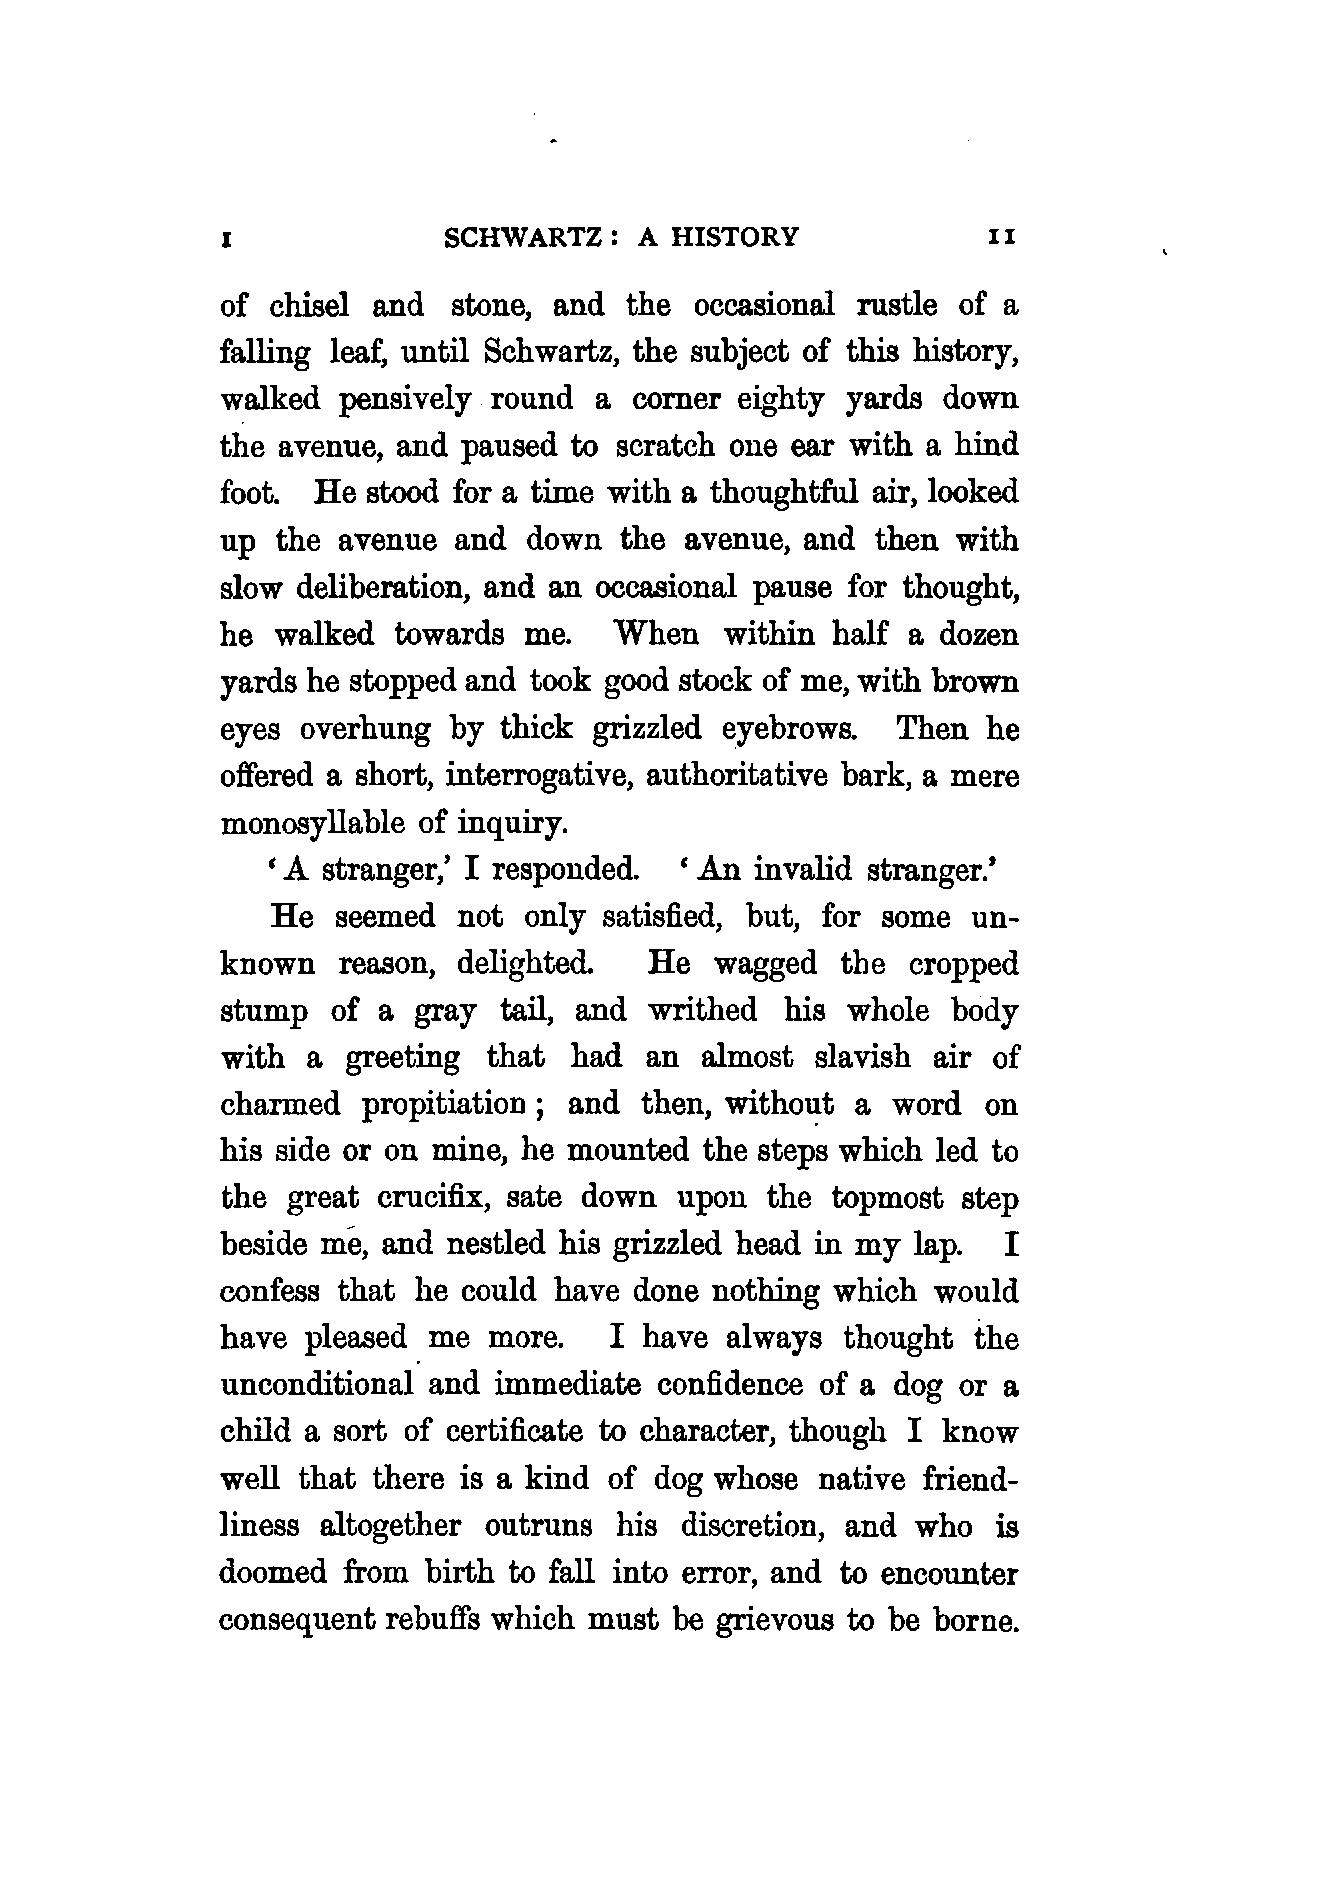 I SCHWARTZ: A HISTORY 11
of chisel and stone, and the occasional rustle of a
falling leaf, until Schwartz, the subject of this history,
walked pensively round a corner eighty yards down
the avenue, and paused to scratch one ear with a hind
foot. He stood for a time with a thoughtful air, looked
up the avenue and down the avenue, and then with
slow deliberation, and an occasional pause for thought,
he walked towards me. When within half a dozen
yards he stopped and took good stock of me, with brown
eyes overhung by thick grizzled eyebrows. Then he
offered a short, interrogative, authoritative bark, a mere
monosyllable of inquiry.
‘A stranger,’ I responded. ‘An invalid stranger.’
He seemed not only satisfied, but, for some un-
known reason, delighted. He wagged the cropped
stump of a gray tail, and writhed his whole body
with a greeting that had an almost slavish air of
charmed propitiation; and then, without a word on
his side or on mine, he mounted the steps which led to
the great crucifix, sate down upon the topmost step
beside me, and nestled his grizzled head in my lap. I
confess that he could have done nothing which would
have pleased me more. I have always thought the
unconditional and immediate confidence of a dog or a
child a sort of certificate to character, though I know
well that there is a kind of dog whose native friend-
liness altogether outruns his discretion, and who is
doomed from birth to fall into error, and to encounter
consequent rebuffs which must be grievous to be borne.